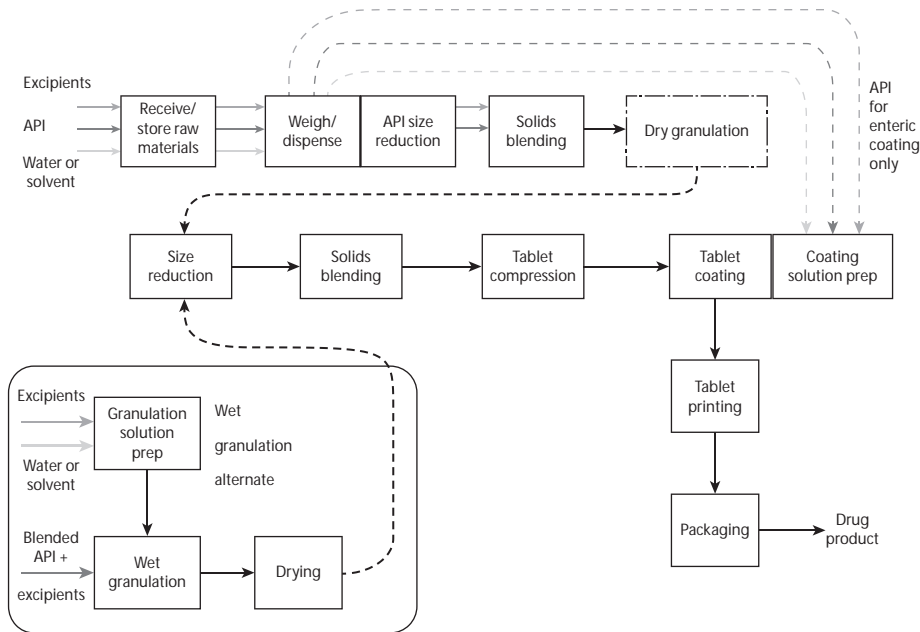 Excipients
API
Water or
solvent
Receive/
store raw
materials
Weigh/
dispense
API size
reduction
Solids
blending
Dry granulation
API
for
enteric
coating
only
Size
reduction
Solids
blending
Tablet
compression
Tablet
coating
Coating
solution prep
Tablet
printing
Packaging
Drug
product
Excipients
Water or
solvent
Granulation
solution
prep
Wet
granulation
alternate
Blended
API +
excipients
Wet
granulation
Drying